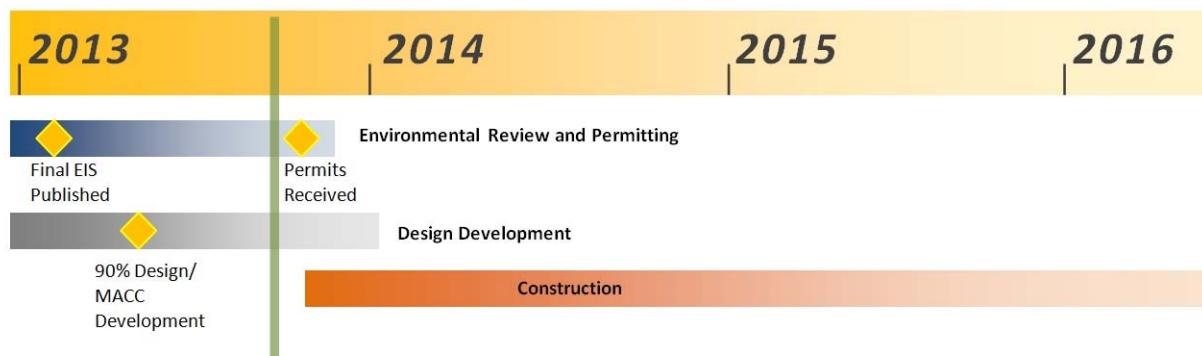 2013
2014
2015
2016
Environmental Review and Permitting
Final EIS
Published
Permits
Received
Design Development
90% Design/
MACC
Development
Construction